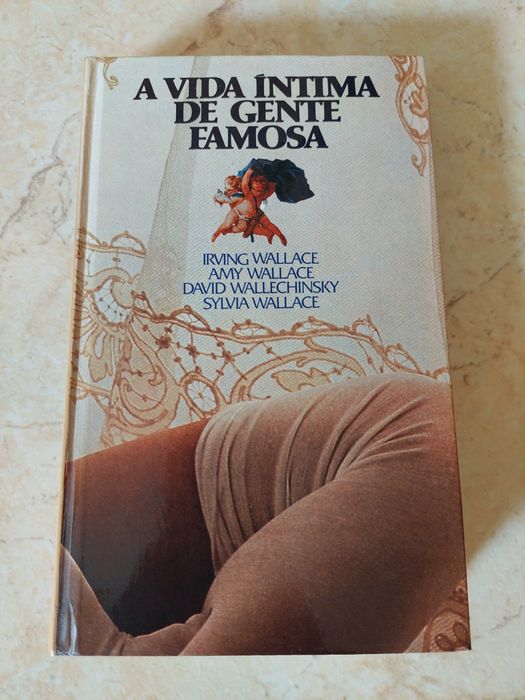 A VIDA ÍNTIMA
DE GENTE
FAMOSA
IRVING WALLACE
AMY WALLACE
DAVID WALLECHINSKY
SYLVIA WALLACE